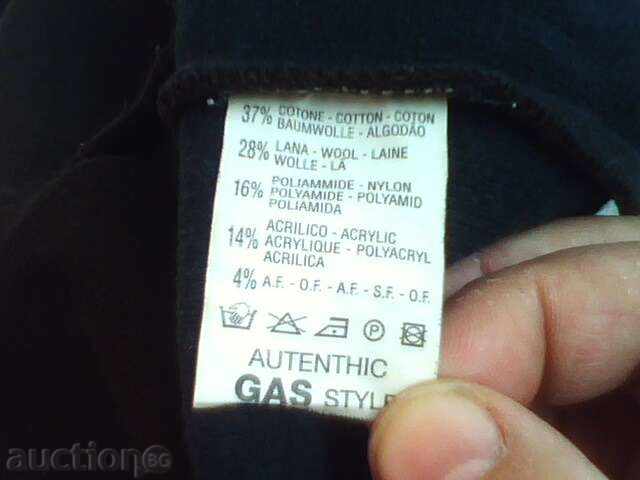 37% COTONE - COTTON - COTON
BAUMWOLLE - ALGODÃO
28% LANA - WOOL - LAINE
WOLLE - LÃ
16% POLIAMMIDE - NYLON
POLYAMIDE - POLYAMID
POLIAMIDA
14% ACRILICO - ACRYLIC
ACRYLIQUE - POLYACRYL
ACRILICA
4% A.F. - O.F. - A.F. - S.F. - O.F.
P
AUTENTHIC
GAS STYLE
auction BG